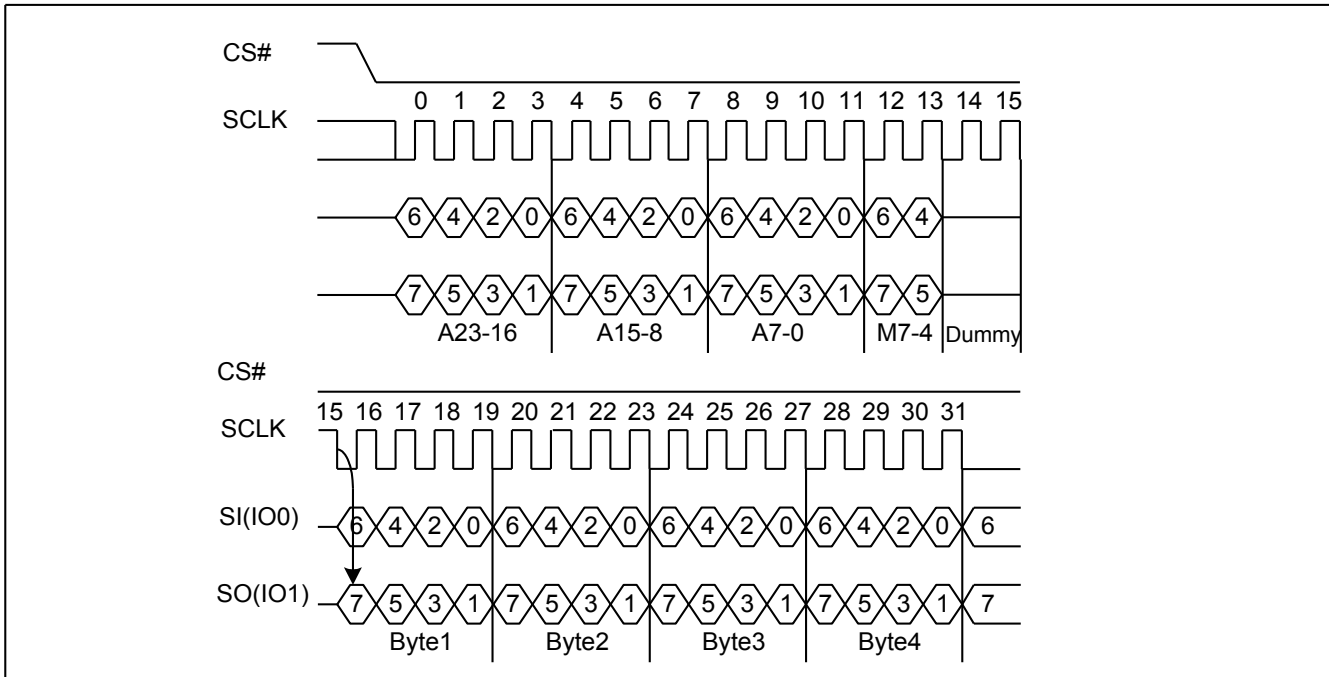 CS#
0 1 2 3 4 5 6 7 8 9 10 11 12 13 14 15
SCLK
6 4 2 0 6 4 2 0 6 4 2 0 6 4
7 5 3 1 7 5 3 1 7 5 3 1 7 5
A23-16 A15-8 A7-0 M7-4 Dummy
CS#
15 16 17 18 19 20 21 22 23 24 25 26 27 28 29 30 31
SCLK
SI(IO0) 6 4 2 0 6 4 2 0 6 4 2 0 6 4 2 0 6
SO(IO1) 7 5 3 1 7 5 3 1 7 5 3 1 7 5 3 1 7
Byte1 Byte2 Byte3 Byte4